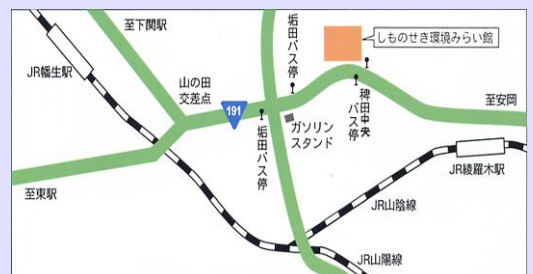 至下関駅
JR幡生駅
山の田
交差点
191
垢田バス停
垢田バス停
しものせき環境みらい館
稗田中央
バス停
至安岡
ガソリン
スタンド
JR綾羅木駅
至東駅
JR山陰線
JR山陽線